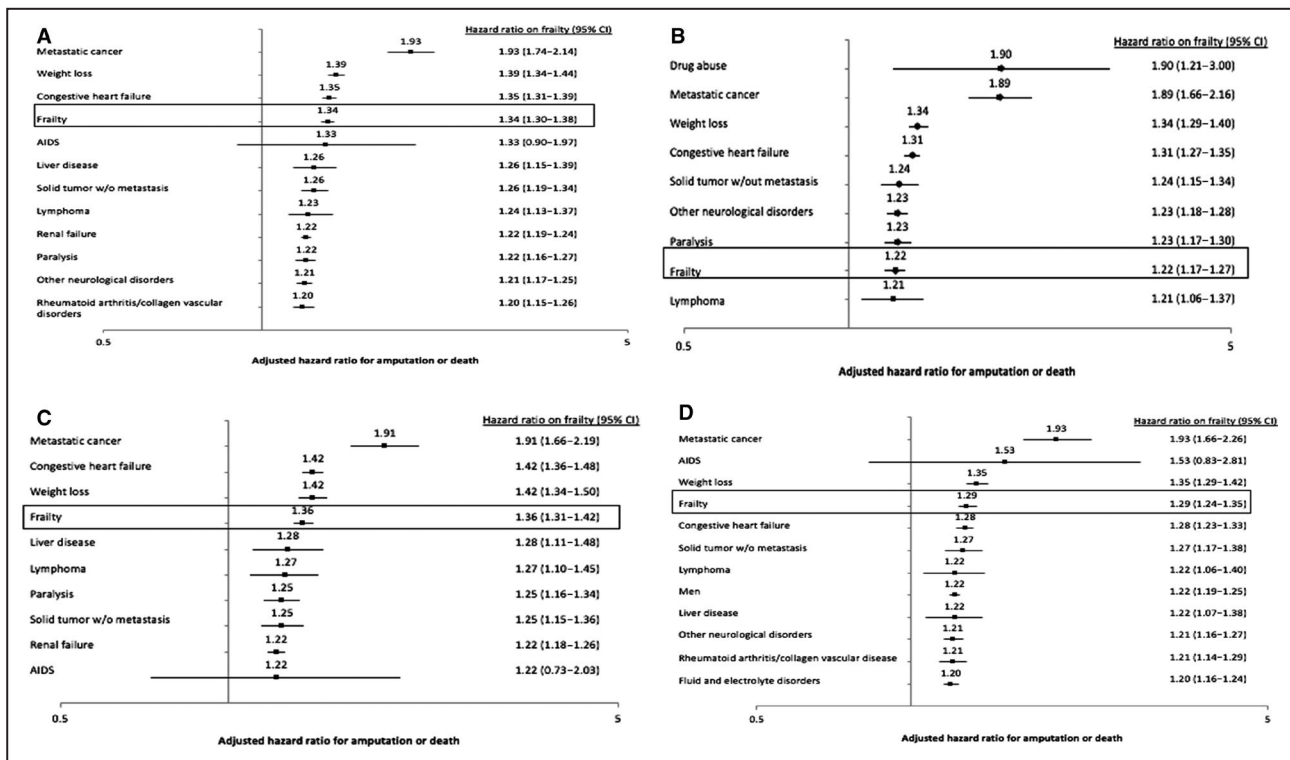 A
Hazard ratio on frailty (95% CI)
Metastatic cancer 1.93 1.93 [1.74–2.14)
Weight loss 1.39 1.39 (1.34–1.44)
Congestive heart failure 1.35 1.35 (1.31–1.39)
Frailty 1.34 1.34 (1.30–1.38)
AIDS 1.33 1.33 (0.90–1.97)
Liver disease 1.26 1.26 (1.15–1.39)
Solid tumor w/o metastasis 1.26 1.26 (1.19–1.34)
Lymphoma 1.23 1.24 (1.13–1.37)
Renal failure 1.22 1.22 (1.19–1.24)
Paralysis 1.22 1.22 (1.16–1.27)
Other neurological disorders 1.21 1.21 (1.17–1.25)
Rheumatoid arthritis/collagen vascular 1.20 1.20 (1.15–1.26)
disorders
0.5 5
Adjusted hazard ratio for amputation or death
B
Hazard ratio on frailty (95% CI)
Drug abuse 1.90 1.90 (1.21–3.00)
Metastatic cancer 1.89 1.89 (1.66–2.16)
Weight loss 1.34 1.34 (1.29–1.40)
Congestive heart failure 1.31 1.31 (1.27–1.35)
Solid tumor w/out metastasis 1.24 1.24 (1.15–1.34)
Other neurological disorders 1.23 1.23 (1.18–1.28)
Paralysis 1.23 1.23 (1.17–1.30)
Frailty 1.22 1.22 (1.17–1.27)
Lymphoma 1.21 1.21 (1.06–1.37)
0.5 5
Adjusted hazard ratio for amputation or death
C
Hazard ratio on frailty (95% CI)
Metastatic cancer 1.91 1.91 (1.66–2.19)
Congestive heart failure 1.42 1.42 (1.36–1.48)
Weight loss 1.42 1.42 (1.34–1.50)
Frailty 1.36 1.36 (1.31–1.42)
Liver disease 1.28 1.28 (1.11–1.48)
Lymphoma 1.27 1.27 (1.10–1.45)
Paralysis 1.25 1.25 (1.16–1.34)
Solid tumor w/o metastasis 1.25 1.25 (1.15–1.36)
Renal failure 1.22 1.22 (1.18–1.26)
AIDS 1.22 1.22 (0.73–2.03)
0.5 5
Adjusted hazard ratio for amputation or death
D
Hazard ratio on frailty (95% CI)
Metastatic cancer 1.93 1.93 (1.66–2.26)
AIDS 1.53 1.53 (0.83–2.81)
Weight loss 1.35 1.35 (1.29–1.42)
Frailty 1.29 1.29 (1.24–1.35)
Congestive heart failure 1.28 1.28 (1.23–1.33)
Solid tumor w/o metastasis 1.27 1.27 (1.17–1.38)
Lymphoma 1.22 1.22 (1.06–1.40)
Men 1.22 1.22 (1.19–1.25)
Liver disease 1.22 1.22 (1.07–1.38)
Other neurological disorders 1.21 1.21 (1.16–1.27)
Rheumatoid arthritis/collagen vascular disease 1.21 1.21 (1.14–1.29)
Fluid and electrolyte disorders 1.20 1.20 (1.16–1.24)
0.5 5
Adjusted hazard ratio for amputation or death